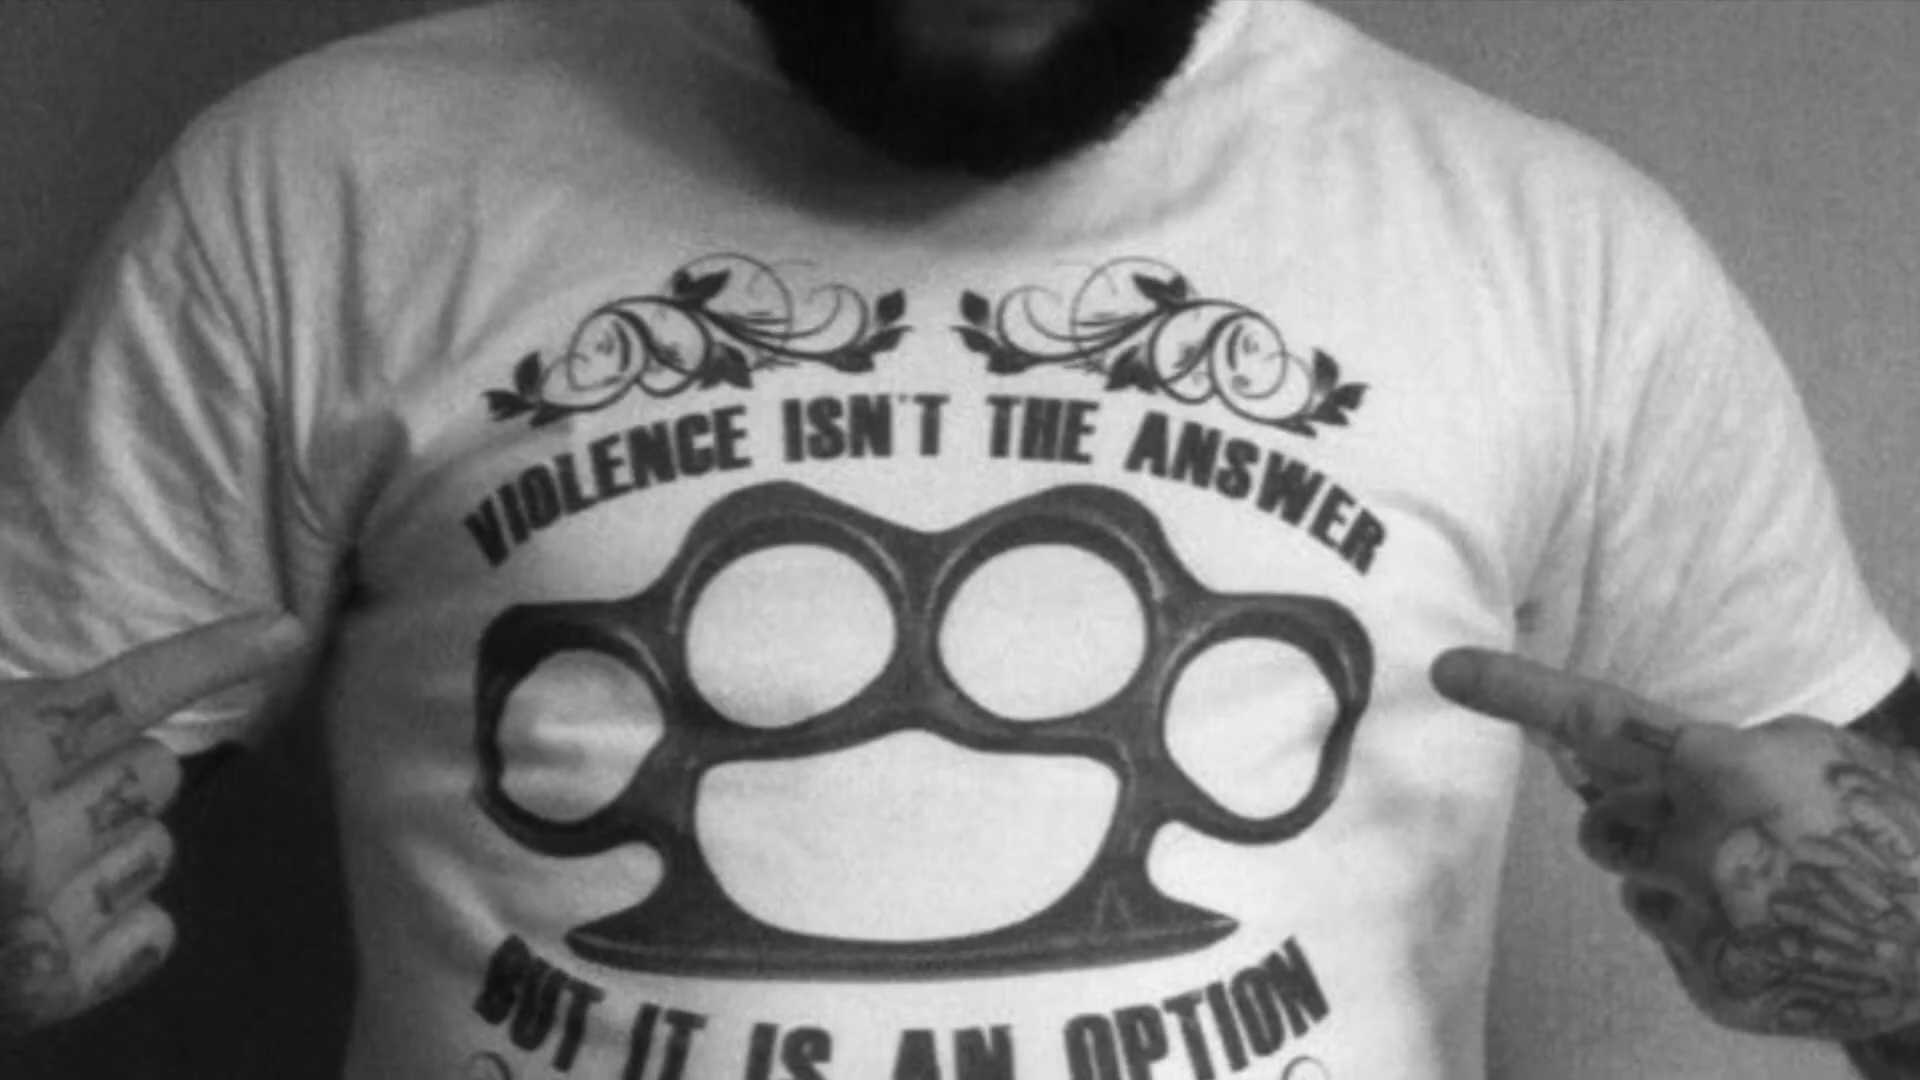 VIOLENCE ISN'T THE ANSWER
BUT IT IS AN OPTION